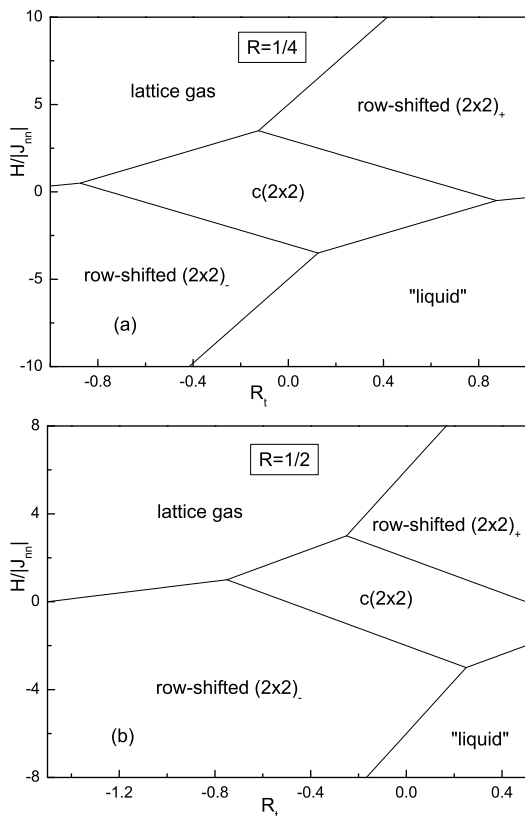 10
R=1/4
lattice gas
row-shifted (2x2)+
5
H/|Jnn|
0
c(2x2)
-5
row-shifted (2x2)-
"liquid"
(a)
-10
-0.8 -0.4 0.0 0.4 0.8
Rt
8
R=1/2
lattice gas
4
row-shifted (2x2)+
H/|Jnn|
c(2x2)
0
row-shifted (2x2)-
-4
(b)
"liquid"
-8
-1.2 -0.8 -0.4 0.0 0.4
Rt